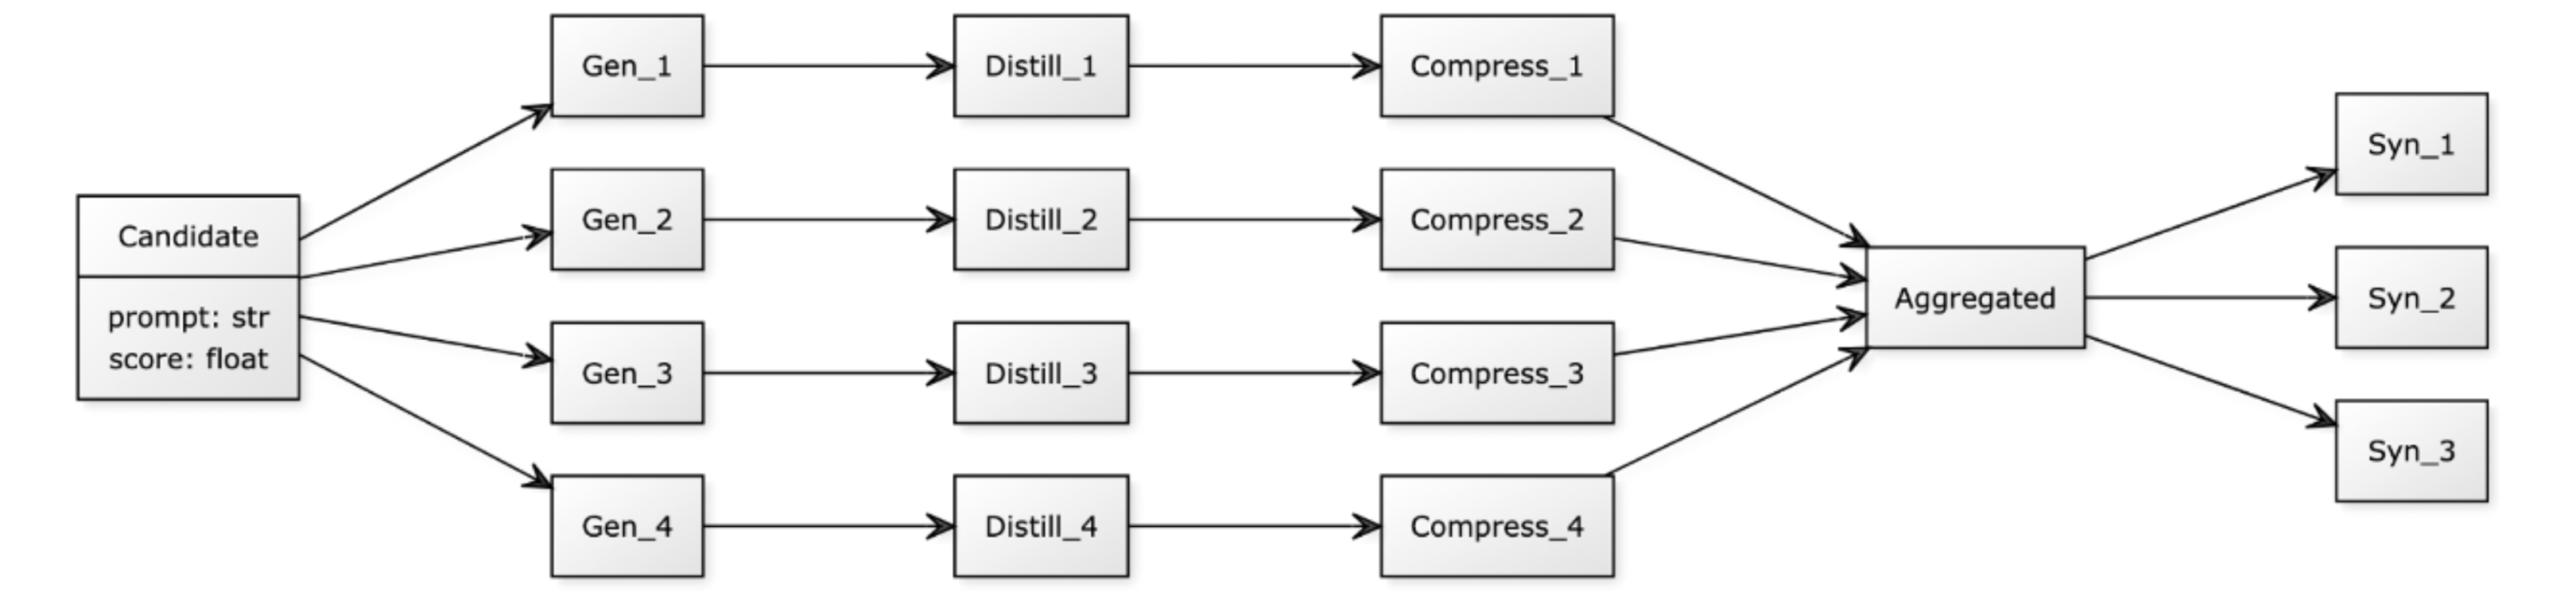 Candidate
prompt: str
score: float
Gen_1
Distill_1
Compress_1
Gen_2
Distill_2
Compress_2
Gen_3
Distill_3
Compress_3
Gen_4
Distill_4
Compress_4
Aggregated
Syn_1
Syn_2
Syn_3